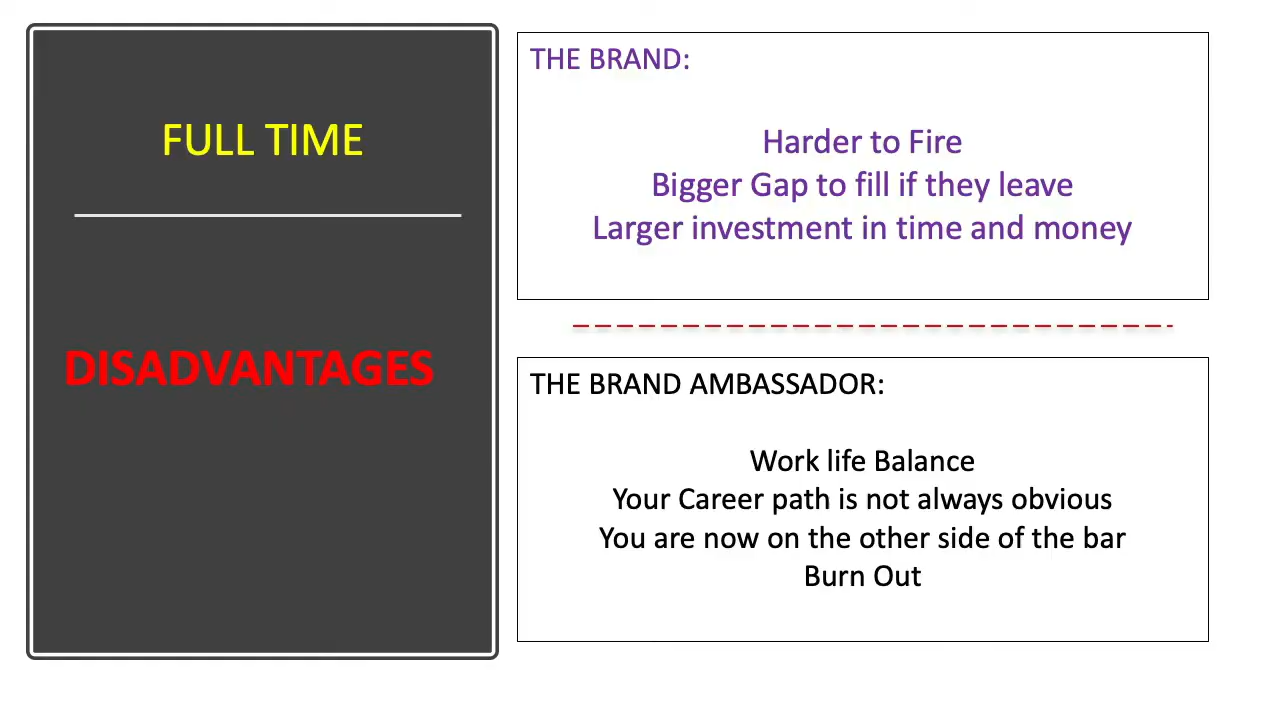 FULL TIME
DISADVANTAGES
THE BRAND:
Harder to Fire
Bigger Gap to fill if they leave
Larger investment in time and money
THE BRAND AMBASSADOR:
Work life Balance
Your Career path is not always obvious
You are now on the other side of the bar
Burn Out